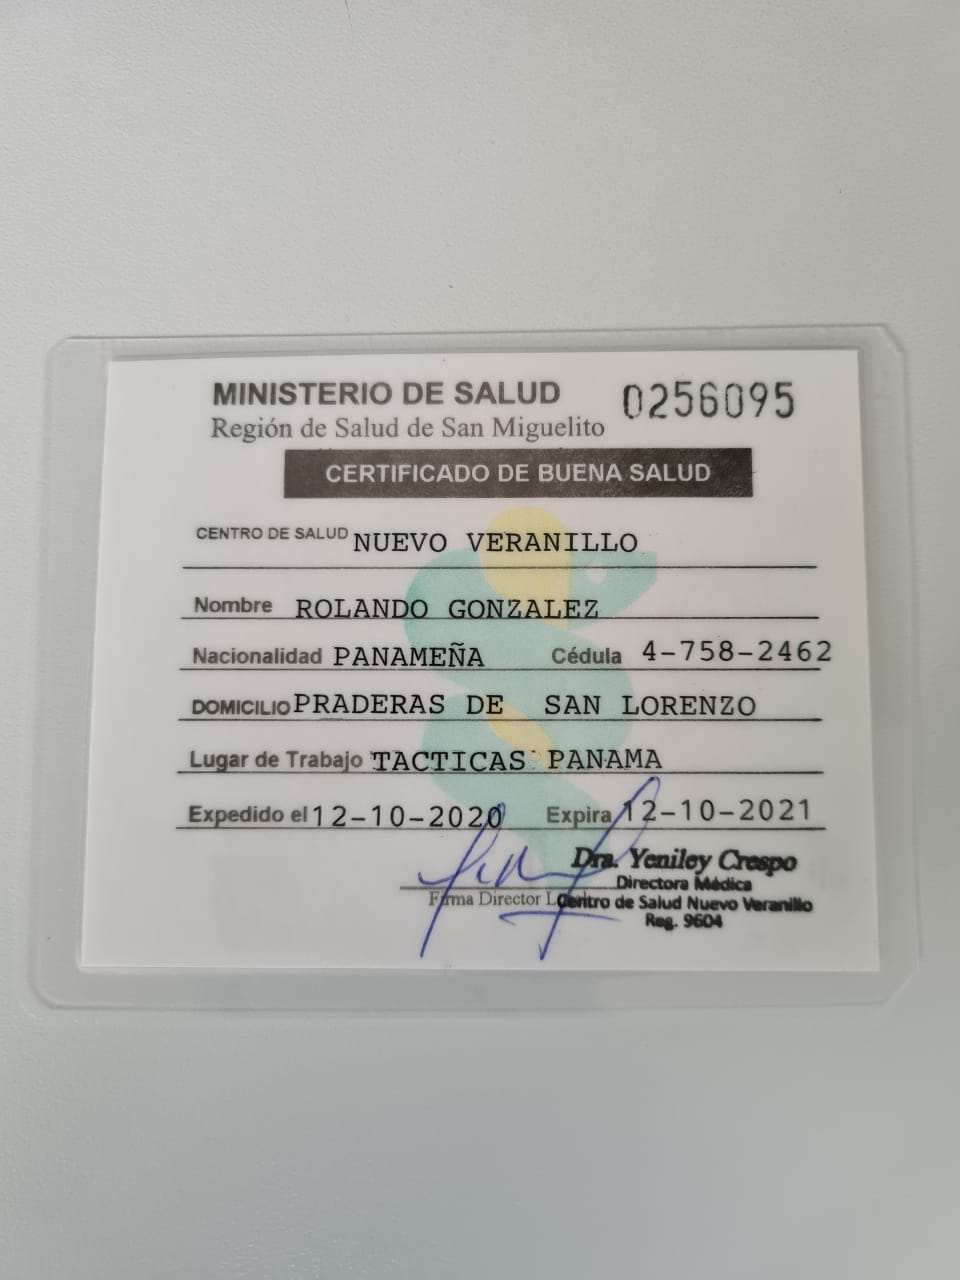 MINISTERIO DE SALUD 0256095
Región de Salud de San Miguelito
CERTIFICADO DE BUENA SALUD
CENTRO DE SALUD NUEVO VERANILLO
Nombre ROLANDO GONZALEZ
Nacionalidad PANAMEÑA Cédula 4-758-2462
DOMICILIO PRADERAS DE SAN LORENZO
Lugar de Trabajo TACTICAS PANAMA
Expedido el 12-10-2020 Expira 12-10-2021
Dra. Yeniley Crespo
Directora Médica
Firma Director Centro de Salud Nuevo Veranillo
Reg. 9604